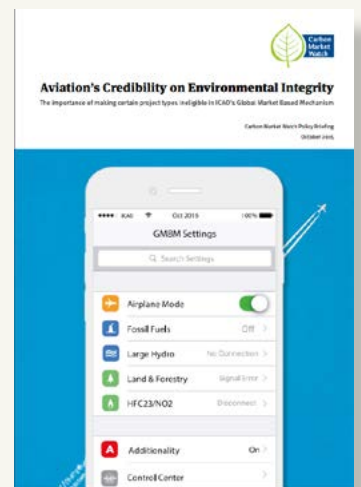 Carbon
Market
Watch
Aviation's Credibility on Environmental Integrity
The importance of making certain project types ineligible in ICAO's Global Market Based Mechanism
Carbon Market Watch Policy Briefing
October 2015
ICAO Oct 2015 100%
GMBM Settings
Search Settings
Airplane Mode
Fossil Fuels Off
Large Hydro No Connection
Land & Forestry Signal Error
HFC23/NO2 Disconnect
A Additionality On
Control Center